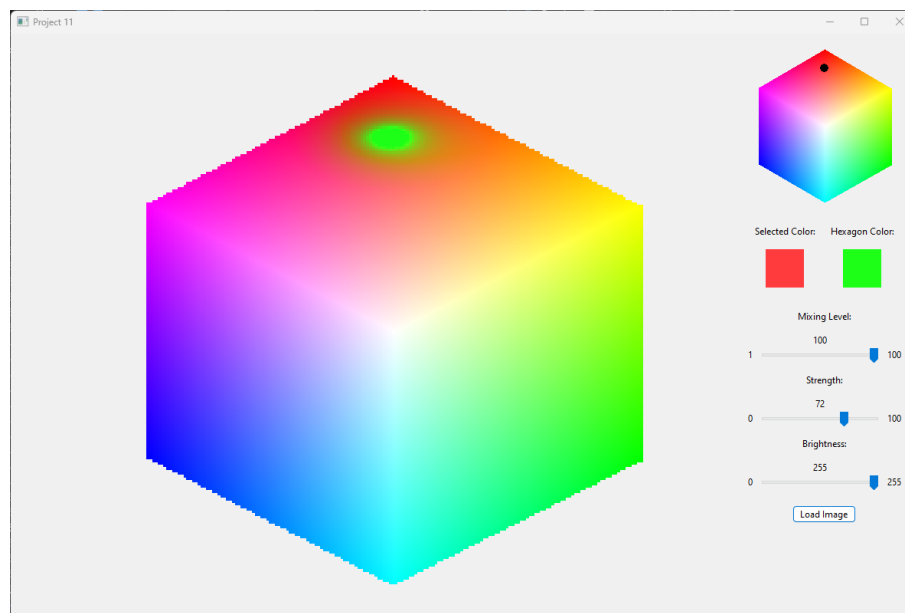 Project 11
Selected Color: Hexagon Color:
Mixing Level:
100
1 100
Strength:
72
0 100
Brightness:
255
0 255
Load Image